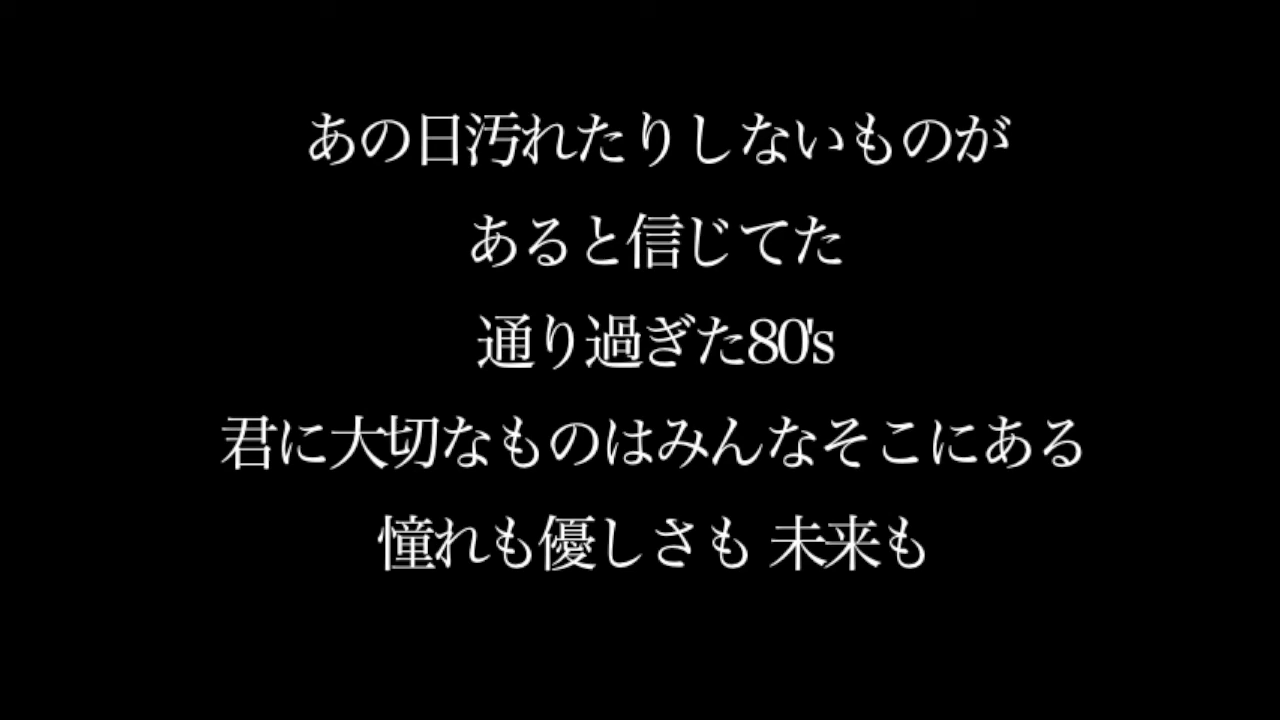 あの日汚れたりしないものが
あると信じてた
通り過ぎた80's
君に大切なものはみんなそこにある
憧れも優しさも 未来も